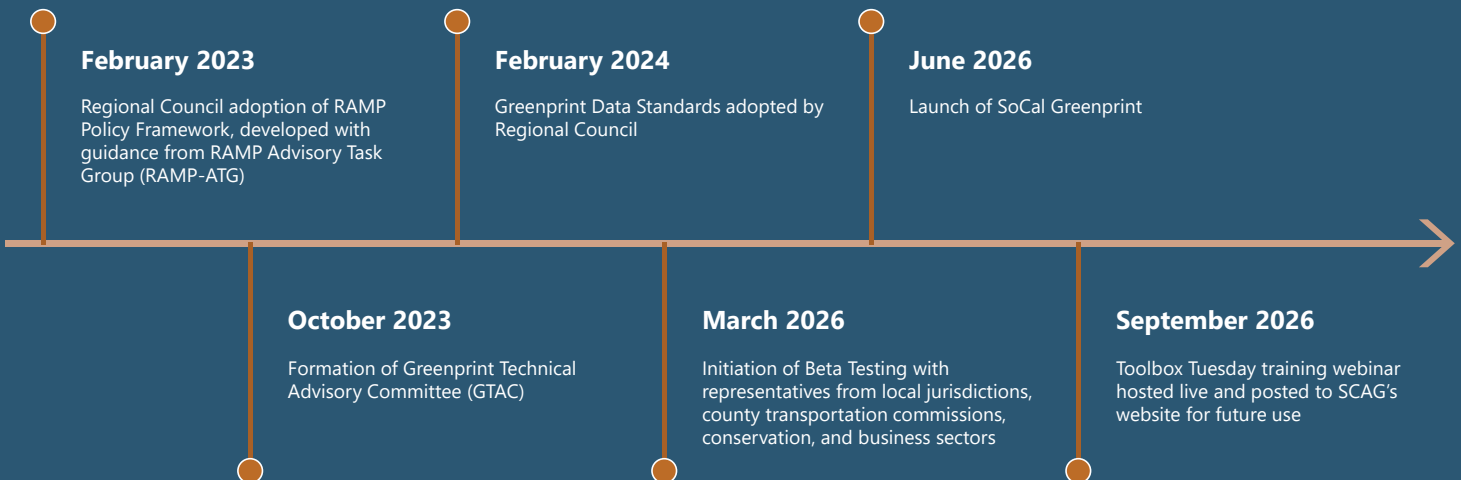 February 2023
Regional Council adoption of RAMP
Policy Framework, developed with
guidance from RAMP Advisory Task
Group (RAMP-ATG)
October 2023
Formation of Greenprint Technical
Advisory Committee (GTAC)
February 2024
Greenprint Data Standards adopted by
Regional Council
March 2026
Initiation of Beta Testing with
representatives from local jurisdictions,
county transportation commissions,
conservation, and business sectors
June 2026
Launch of SoCal Greenprint
September 2026
Toolbox Tuesday training webinar
hosted live and posted to SCAG’s
website for future use